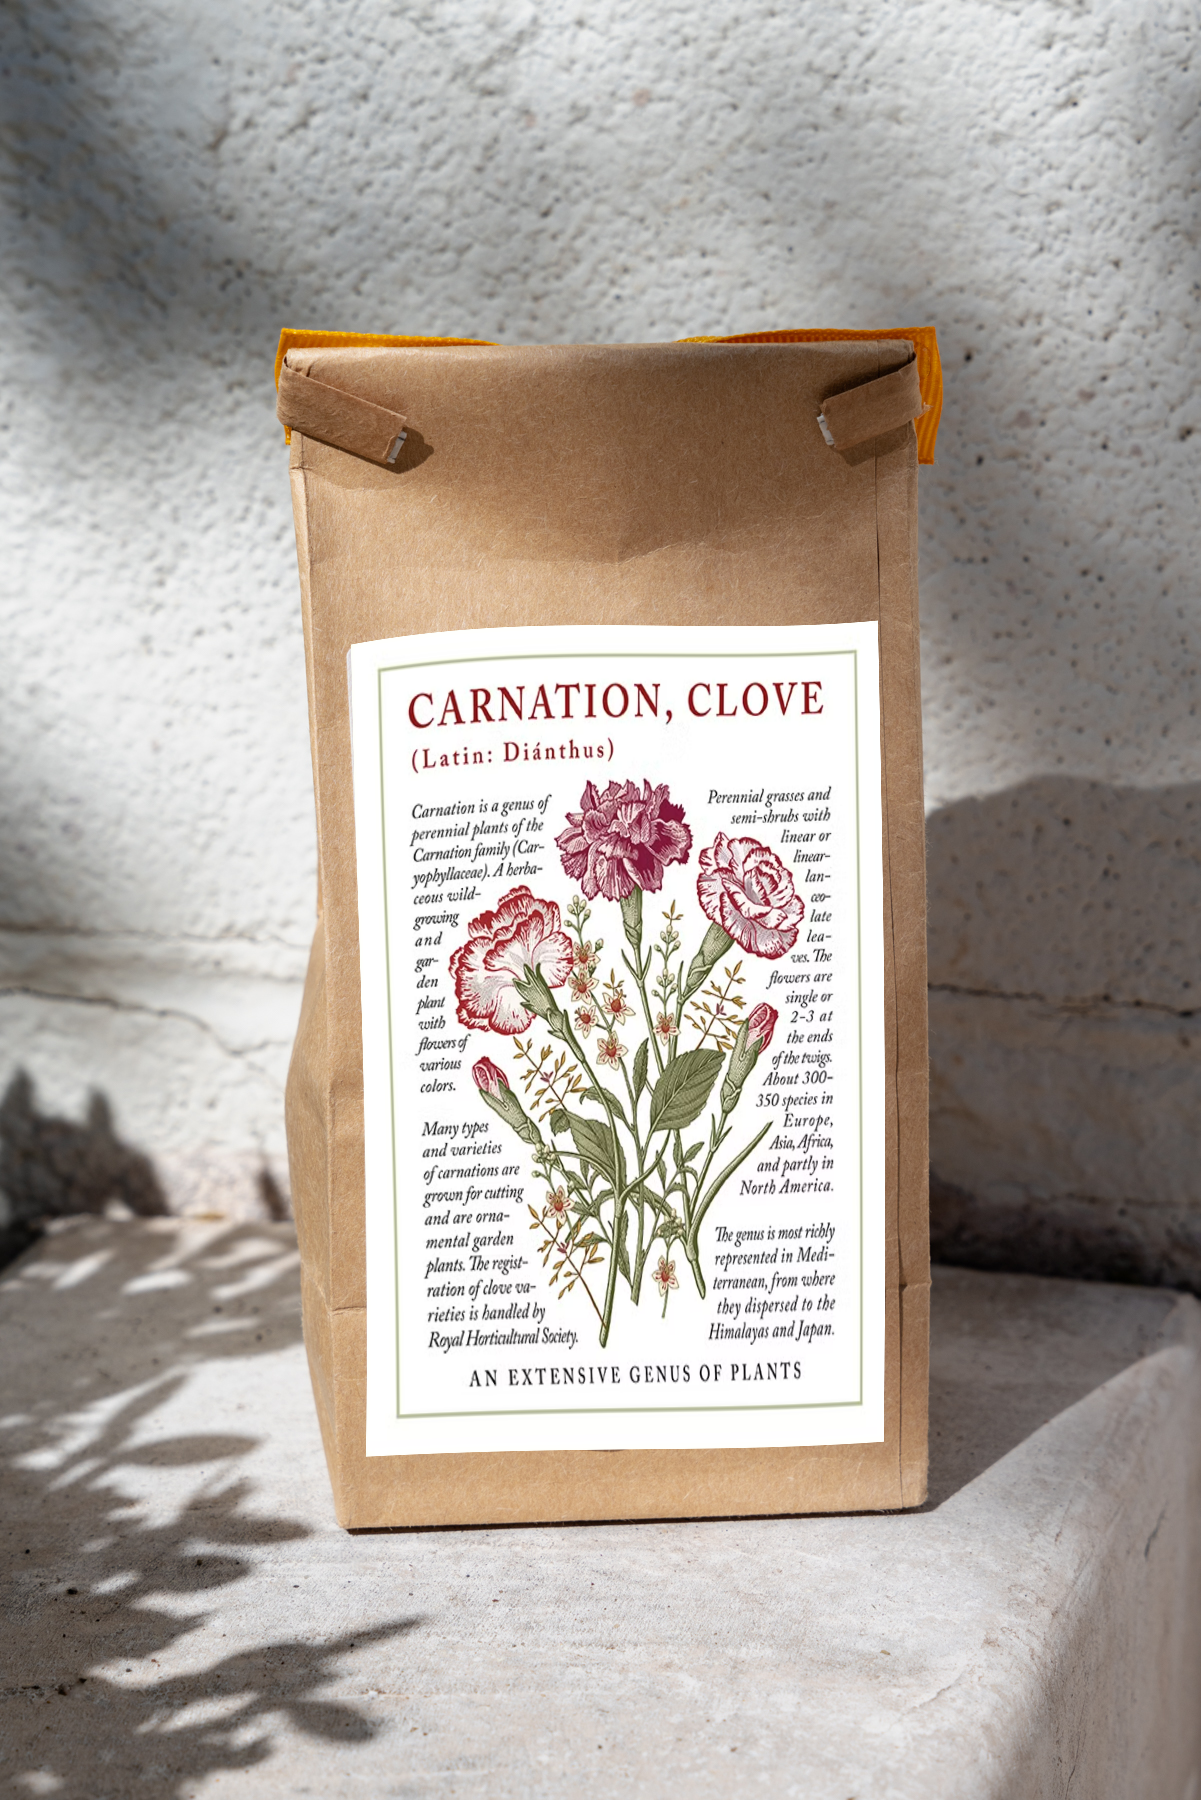 CARNATION, CLOVE
(Latin: Diánthus)
Carnation is a genus of
perennial plants of the
Carnation family (Car-
yophyllaceae). A herba-
ceous wild-
growing
and
gar-
den
plant
with
flowers of
various
colors.
Many types
and varieties
of carnations are
grown for cutting
and are orna-
mental garden
plants. The regist-
ration of clove va-
rieties is handled by
Royal Horticultural Society.
Perennial grasses and
semi-shrubs with
linear or
linear-
lan-
ceo-
late
lea-
ves. The
flowers are
single or
2-3 at
the ends
of the twigs.
About 300-
350 species in
Europe,
Asia, Africa,
and partly in
North America.
The genus is most richly
represented in Medi-
terranean, from where
they dispersed to the
Himalayas and Japan.
AN EXTENSIVE GENUS OF PLANTS